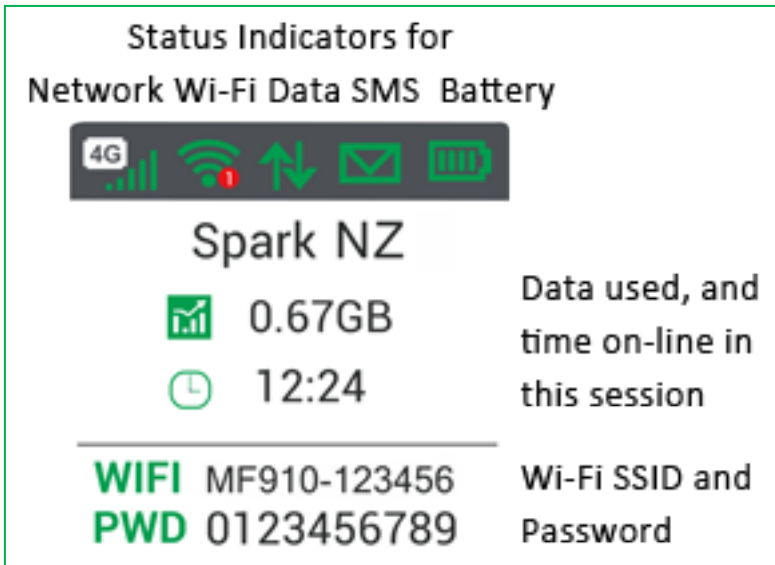 Status Indicators for
Network Wi-Fi Data SMS Battery
4G
1
Spark NZ
0.67GB
12:24
Data used, and
time on-line in
this session
WIFI MF910-123456
PWD 0123456789
Wi-Fi SSID and
Password